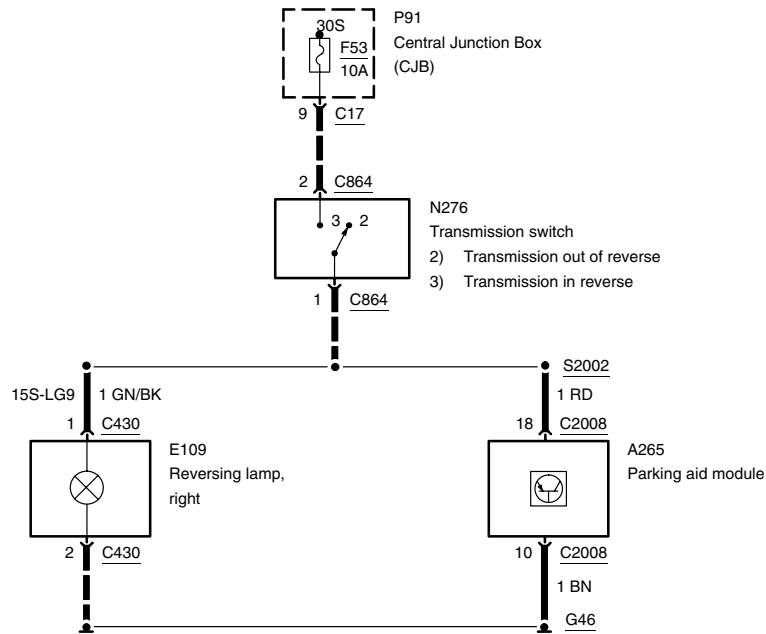 30S
F53
10A
P91
Central Junction Box
(CJB)
9 C17
2 C864
3 2
N276
Transmission switch
2) Transmission out of reverse
3) Transmission in reverse
1 C864
S2002
15S-LG9 1 GN/BK
1 RD
1 C430
18 C2008
E109
Reversing lamp,
right
A265
Parking aid module
2 C430
10 C2008
1 BN
G46